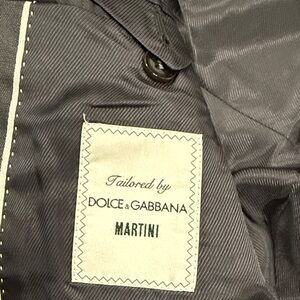 Tailored by
DOLCE & GABBANA
MARTINI